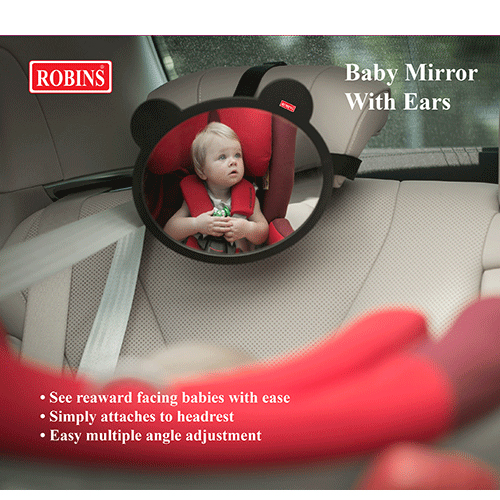 ROBINS
Baby Mirror
With Ears
ROBINS
• See reaward facing babies with ease
• Simply attaches to headrest
• Easy multiple angle adjustment